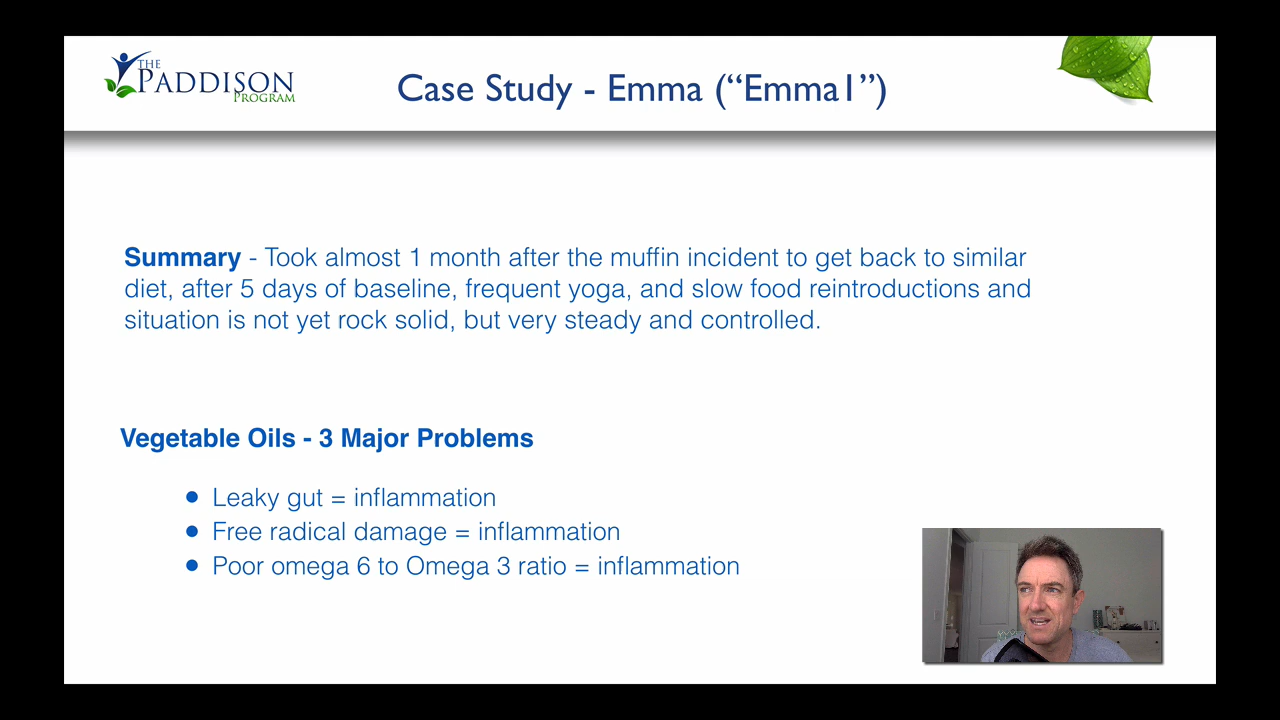 THE
PADDISON
PROGRAM
Case Study - Emma (“Emma1”)
Summary - Took almost 1 month after the muffin incident to get back to similar
diet, after 5 days of baseline, frequent yoga, and slow food reintroductions and
situation is not yet rock solid, but very steady and controlled.
Vegetable Oils - 3 Major Problems
● Leaky gut = inflammation
● Free radical damage = inflammation
● Poor omega 6 to Omega 3 ratio = inflammation